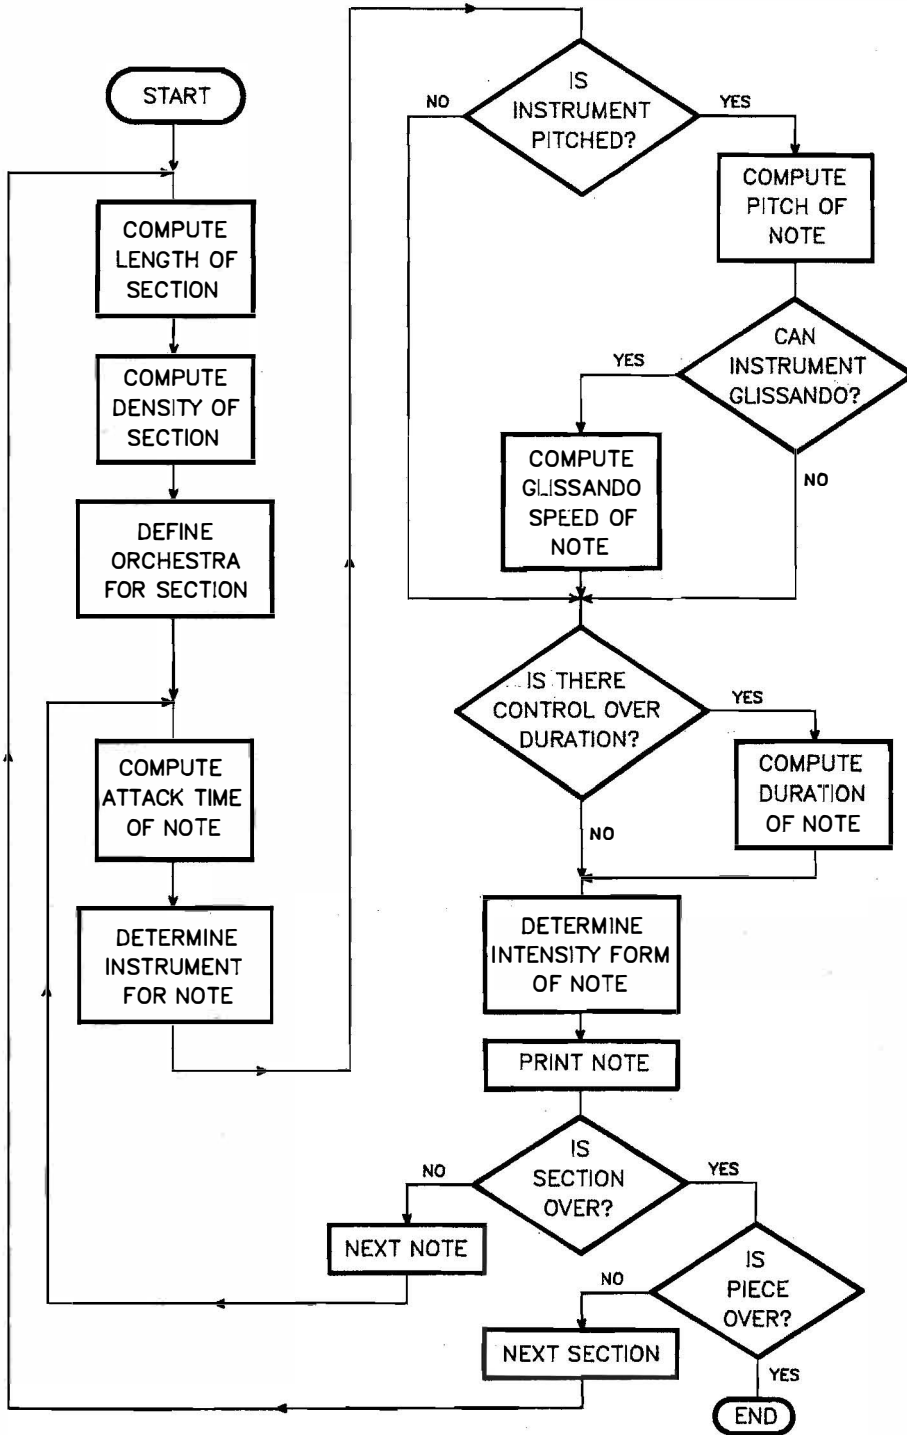 START
COMPUTE
LENGTH OF
SECTION
COMPUTE
DENSITY OF
SECTION
DEFINE
ORCHESTRA
FOR SECTION
COMPUTE
ATTACK TIME
OF NOTE
DETERMINE
INSTRUMENT
FOR NOTE
IS
INSTRUMENT
PITCHED?
NO
YES
COMPUTE
PITCH OF
NOTE
CAN
INSTRUMENT
GLISSANDO?
YES
NO
COMPUTE
GLISSANDO
SPEED OF
NOTE
IS THERE
CONTROL OVER
DURATION?
YES
NO
COMPUTE
DURATION
OF NOTE
DETERMINE
INTENSITY FORM
OF NOTE
PRINT NOTE
IS
SECTION
OVER?
NO
YES
NEXT NOTE
IS
PIECE
OVER?
NO
YES
NEXT SECTION
END